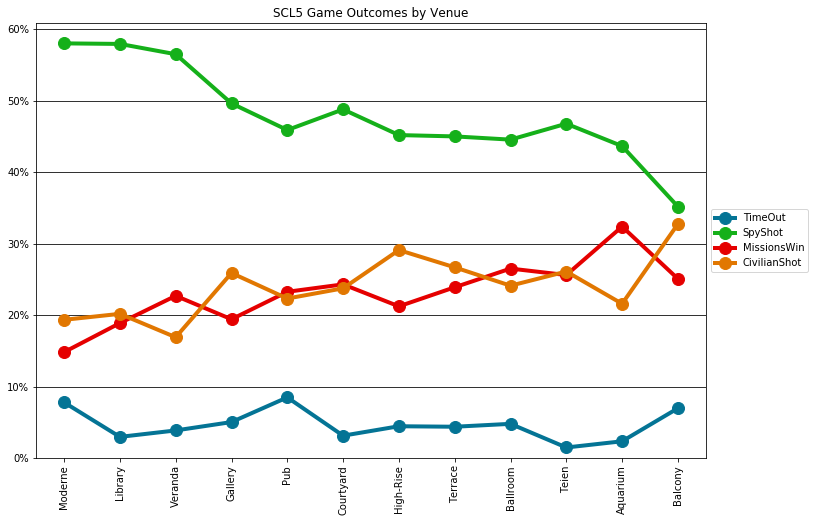 SCL5 Game Outcomes by Venue
60%
50%
40%
30%
20%
10%
0%
Moderne
Library
Veranda
Gallery
Pub
Courtyard
High-Rise
Terrace
Ballroom
Teien
Aquarium
Balcony
TimeOut
SpyShot
MissionsWin
CivilianShot